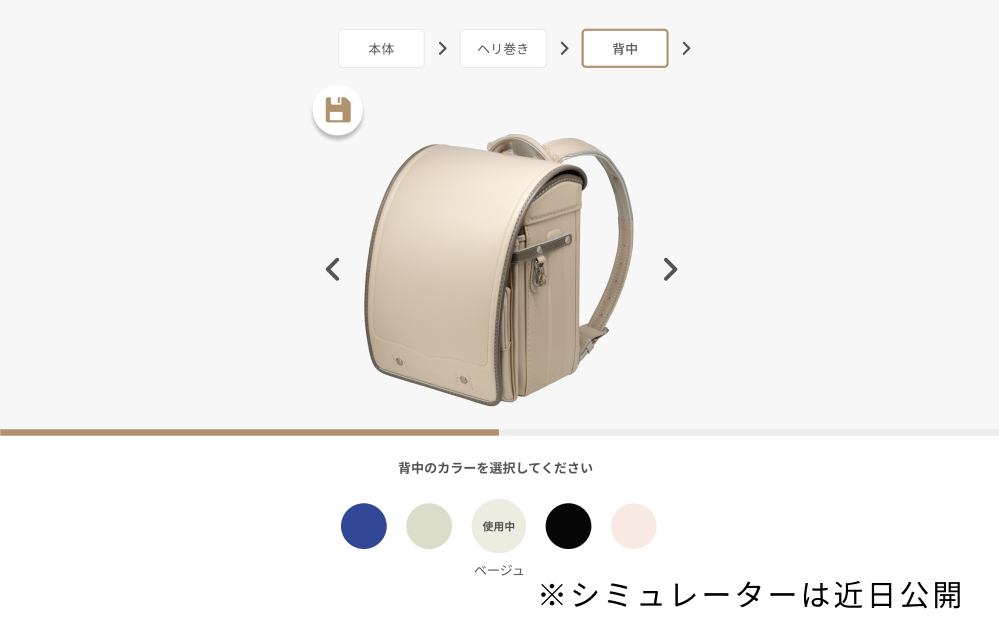 本体
ヘリ巻き
背中
背中のカラーを選択してください
使用中
ベージュ
※シミュレーターは近日公開